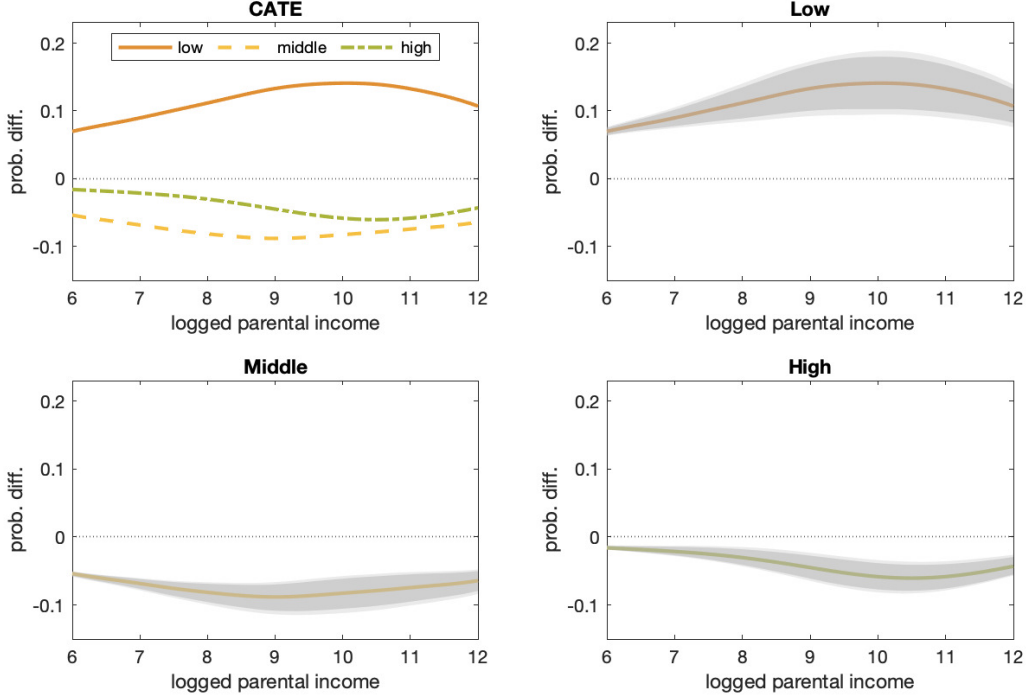 CATE
low middle high
0.2
0.1
0
-0.1
prob. diff.
6 7 8 9 10 11 12
logged parental income
Low
0.2
0.1
0
-0.1
prob. diff.
6 7 8 9 10 11 12
logged parental income
Middle
0.2
0.1
0
-0.1
prob. diff.
6 7 8 9 10 11 12
logged parental income
High
0.2
0.1
0
-0.1
prob. diff.
6 7 8 9 10 11 12
logged parental income